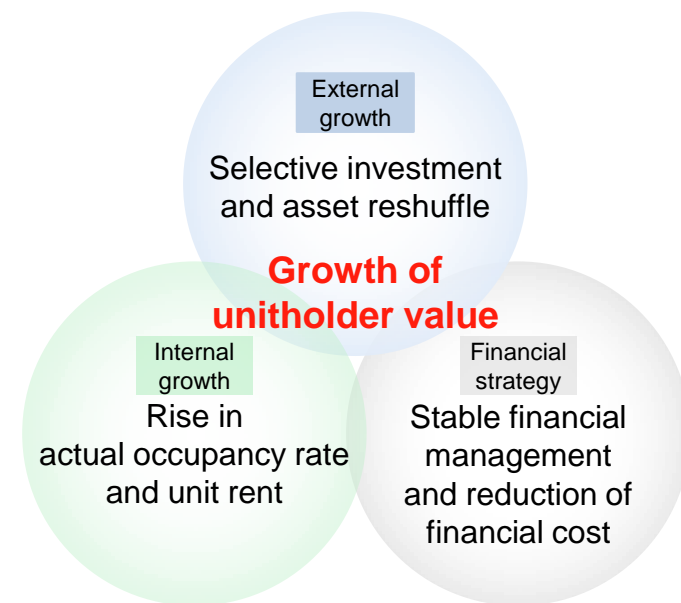 External
growth
Selective investment
and asset reshuffle
Growth of
unitholder value
Internal
growth
Rise in
actual occupancy rate
and unit rent
Financial
strategy
Stable financial
management
and reduction of
financial cost